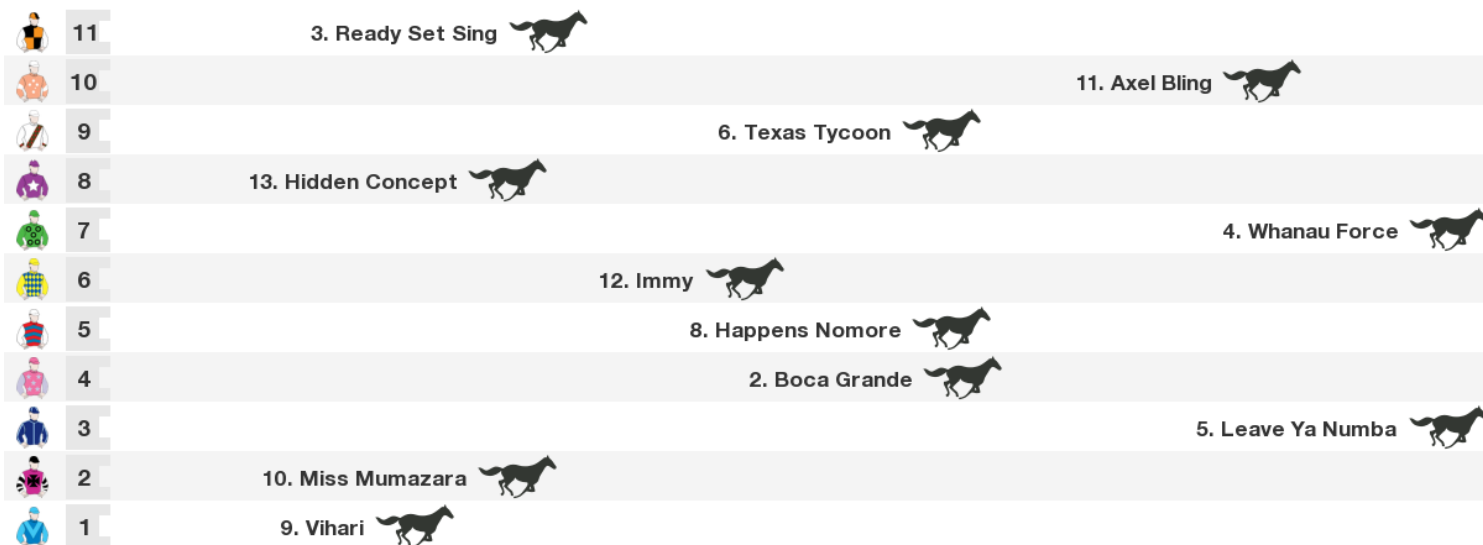 11 3. Ready Set Sing
10 11. Axel Bling
9 6. Texas Tycoon
8 13. Hidden Concept
7 4. Whanau Force
6 12. Immy
5 8. Happens Nomore
4 2. Boca Grande
3 5. Leave Ya Numba
2 10. Miss Mumazara
1 9. Vihari